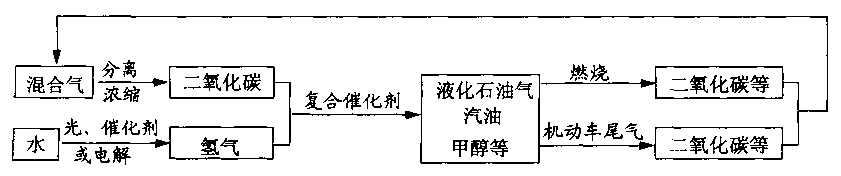 混合气
分离
浓缩
二氧化碳
水
光、催化剂
或电解
氢气
复合催化剂
液化石油气
汽油
甲醇等
燃烧
二氧化碳等
机动车尾气
二氧化碳等